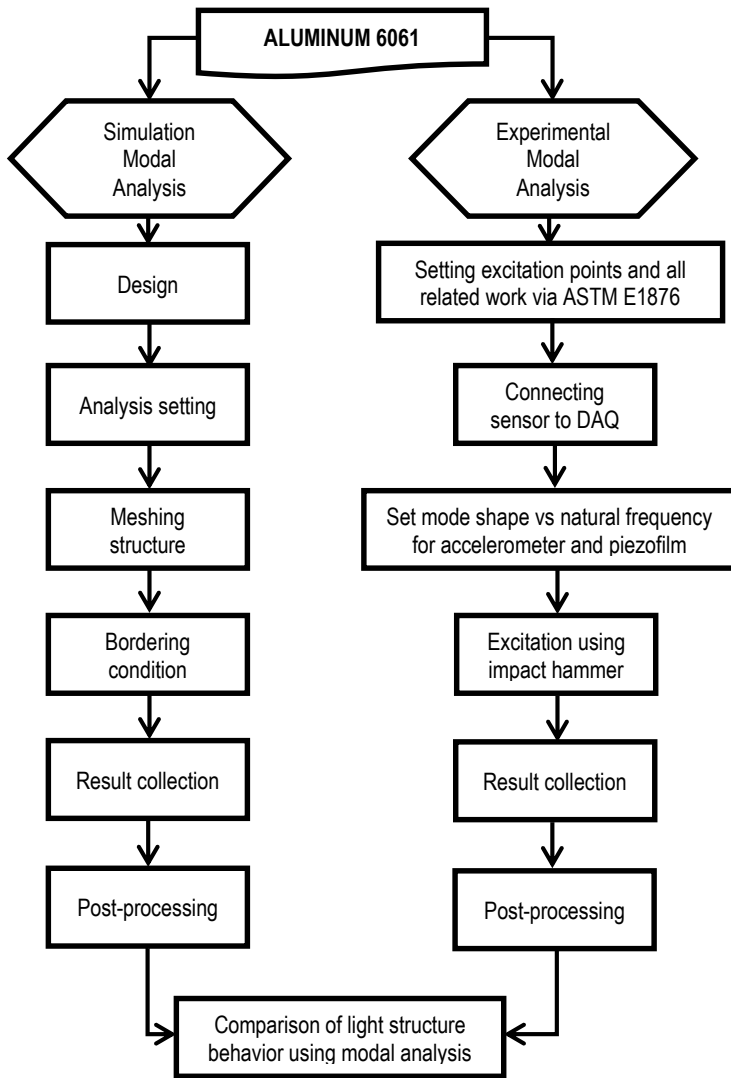 ALUMINUM 6061
Simulation
Modal
Analysis
Design
Analysis setting
Meshing
structure
Bordering
condition
Result collection
Post-processing
Experimental
Modal
Analysis
Setting excitation points and all
related work via ASTM E1876
Connecting
sensor to DAQ
Set mode shape vs natural frequency
for accelerometer and piezofilm
Excitation using
impact hammer
Result collection
Post-processing
Comparison of light structure
behavior using modal analysis